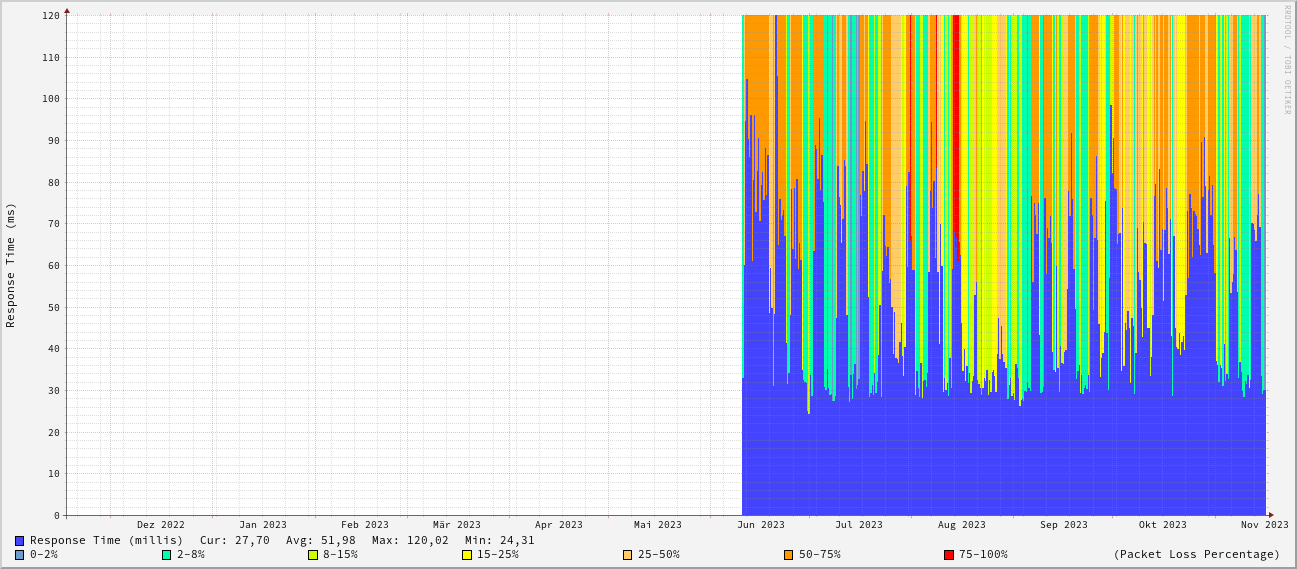 RRDTOOL / TOBI OETIKER
Response Time (ms)
120
110
100
90
80
70
60
50
40
30
20
10
0
Dez 2022 Jan 2023 Feb 2023 Mär 2023 Apr 2023 Mai 2023 Jun 2023 Jul 2023 Aug 2023 Sep 2023 Okt 2023 Nov 2023
Response Time (millis) Cur: 27,70 Avg: 51,98 Max: 120,02 Min: 24,31
0-2% 2-8% 8-15% 15-25% 25-50% 50-75% 75-100% (Packet Loss Percentage)